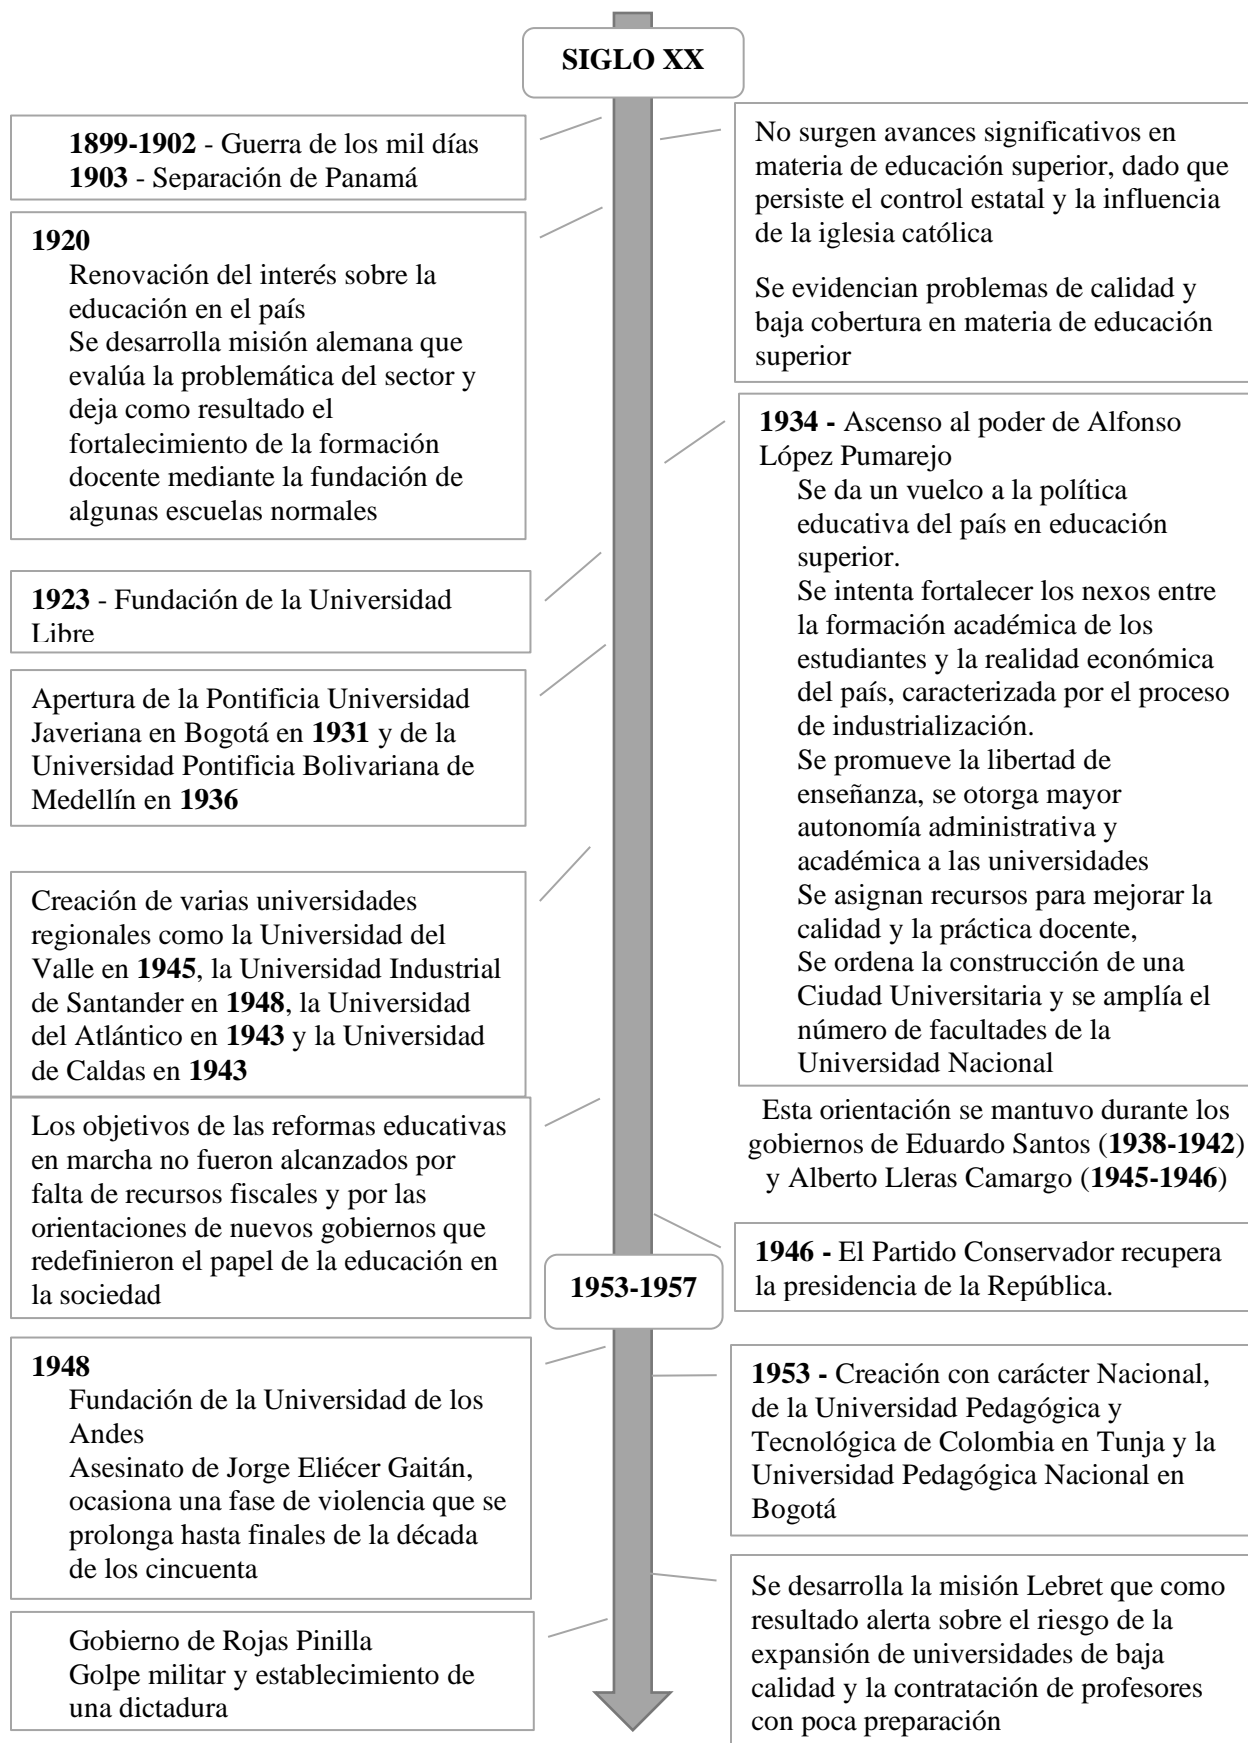 SIGLO XX
1899-1902 - Guerra de los mil días
1903 - Separación de Panamá
No surgen avances significativos en
materia de educación superior, dado que
persiste el control estatal y la influencia
de la iglesia católica
Se evidencian problemas de calidad y
baja cobertura en materia de educación
superior
1920
Renovación del interés sobre la
educación en el país
Se desarrolla misión alemana que
evalúa la problemática del sector y
deja como resultado el
fortalecimiento de la formación
docente mediante la fundación de
algunas escuelas normales
1934 - Ascenso al poder de Alfonso
López Pumarejo
Se da un vuelco a la política
educativa del país en educación
superior.
Se intenta fortalecer los nexos entre
la formación académica de los
estudiantes y la realidad económica
del país, caracterizada por el proceso
de industrialización.
Se promueve la libertad de
enseñanza, se otorga mayor
autonomía administrativa y
académica a las universidades
Se asignan recursos para mejorar la
calidad y la práctica docente,
Se ordena la construcción de una
Ciudad Universitaria y se amplía el
número de facultades de la
Universidad Nacional
1923 - Fundación de la Universidad
Libre
Apertura de la Pontificia Universidad
Javeriana en Bogotá en 1931 y de la
Universidad Pontificia Bolivariana de
Medellín en 1936
Creación de varias universidades
regionales como la Universidad del
Valle en 1945, la Universidad Industrial
de Santander en 1948, la Universidad
del Atlántico en 1943 y la Universidad
de Caldas en 1943
Esta orientación se mantuvo durante los
gobiernos de Eduardo Santos (1938-1942)
y Alberto Lleras Camargo (1945-1946)
Los objetivos de las reformas educativas
en marcha no fueron alcanzados por
falta de recursos fiscales y por las
orientaciones de nuevos gobiernos que
redefinieron el papel de la educación en
la sociedad
1946 - El Partido Conservador recupera
la presidencia de la República.
1953-1957
1948
Fundación de la Universidad de los
Andes
Asesinato de Jorge Eliécer Gaitán,
ocasiona una fase de violencia que se
prolonga hasta finales de la década
de los cincuenta
1953 - Creación con carácter Nacional,
de la Universidad Pedagógica y
Tecnológica de Colombia en Tunja y la
Universidad Pedagógica Nacional en
Bogotá
Gobierno de Rojas Pinilla
Golpe militar y establecimiento de
una dictadura
Se desarrolla la misión Lebret que como
resultado alerta sobre el riesgo de la
expansión de universidades de baja
calidad y la contratación de profesores
con poca preparación